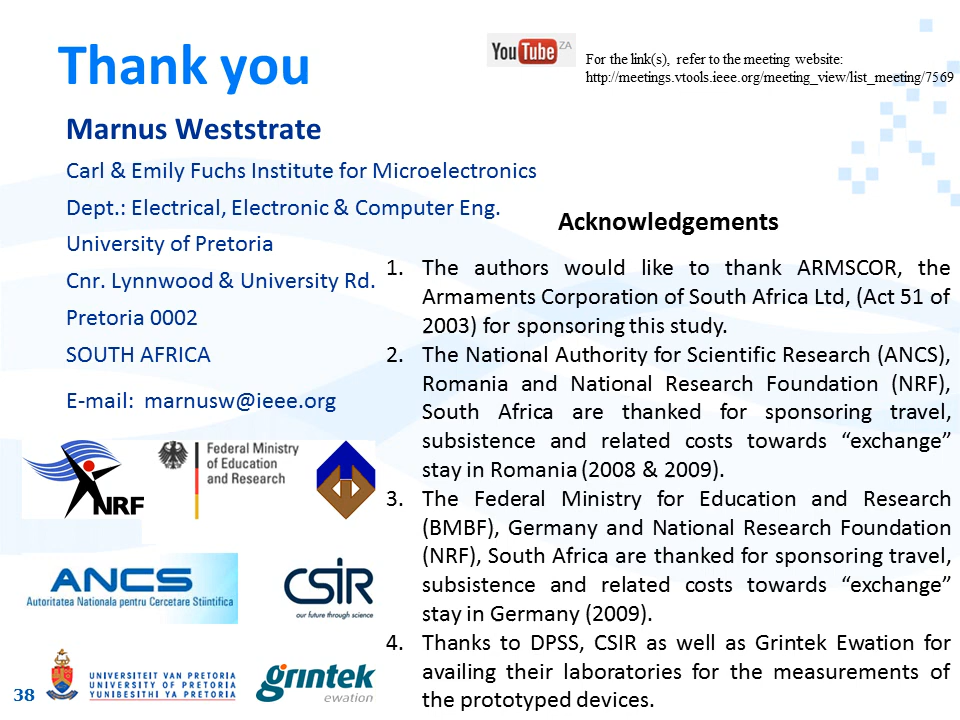 Thank you
YouTube ZA
For the link(s), refer to the meeting website:
http://meetings.vtools.ieee.org/meeting_view/list_meeting/7569
Marnus Weststrate
Carl & Emily Fuchs Institute for Microelectronics
Dept.: Electrical, Electronic & Computer Eng.
University of Pretoria
Cnr. Lynnwood & University Rd.
Pretoria 0002
SOUTH AFRICA
E-mail: marnusw@ieee.org
Acknowledgements
1. The authors would like to thank ARMSCOR, the
Armaments Corporation of South Africa Ltd, (Act 51 of
2003) for sponsoring this study.
2. The National Authority for Scientific Research (ANCS),
Romania and National Research Foundation (NRF),
South Africa are thanked for sponsoring travel,
subsistence and related costs towards “exchange”
stay in Romania (2008 & 2009).
3. The Federal Ministry for Education and Research
(BMBF), Germany and National Research Foundation
(NRF), South Africa are thanked for sponsoring travel,
subsistence and related costs towards “exchange”
stay in Germany (2009).
4. Thanks to DPSS, CSIR as well as Grintek Ewation for
availing their laboratories for the measurements of
the prototyped devices.
NRF
Federal Ministry
of Education
and Research
ANCS
Autoritatea Nationala pentru Cercetare Stiintifica
CSIR
our future through science
UNIVERSITEIT VAN PRETORIA
UNIVERSITY OF PRETORIA
YUNIBESITHI YA PRETORIA
grintek
ewation
38